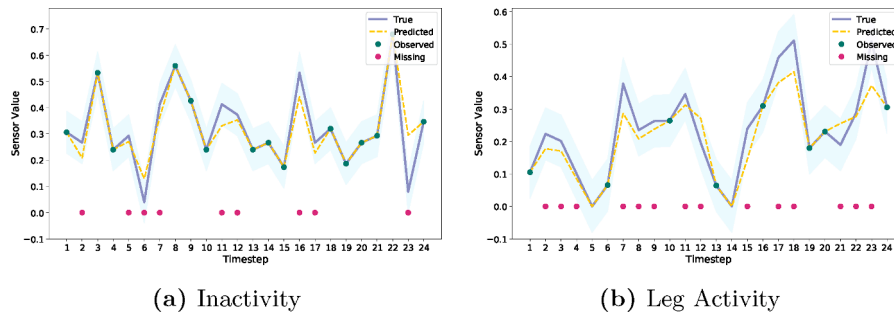 0.7
0.6
0.5
0.4
0.3
0.2
0.1
0.0
−0.1
Sensor Value
1 2 3 4 5 6 7 8 9 10 11 12 13 14 15 16 17 18 19 20 21 22 23 24
Timestep
True
Predicted
Observed
Missing
(a) Inactivity
0.6
0.5
0.4
0.3
0.2
0.1
0.0
−0.1
Sensor Value
1 2 3 4 5 6 7 8 9 10 11 12 13 14 15 16 17 18 19 20 21 22 23 24
Timestep
True
Predicted
Observed
Missing
(b) Leg Activity